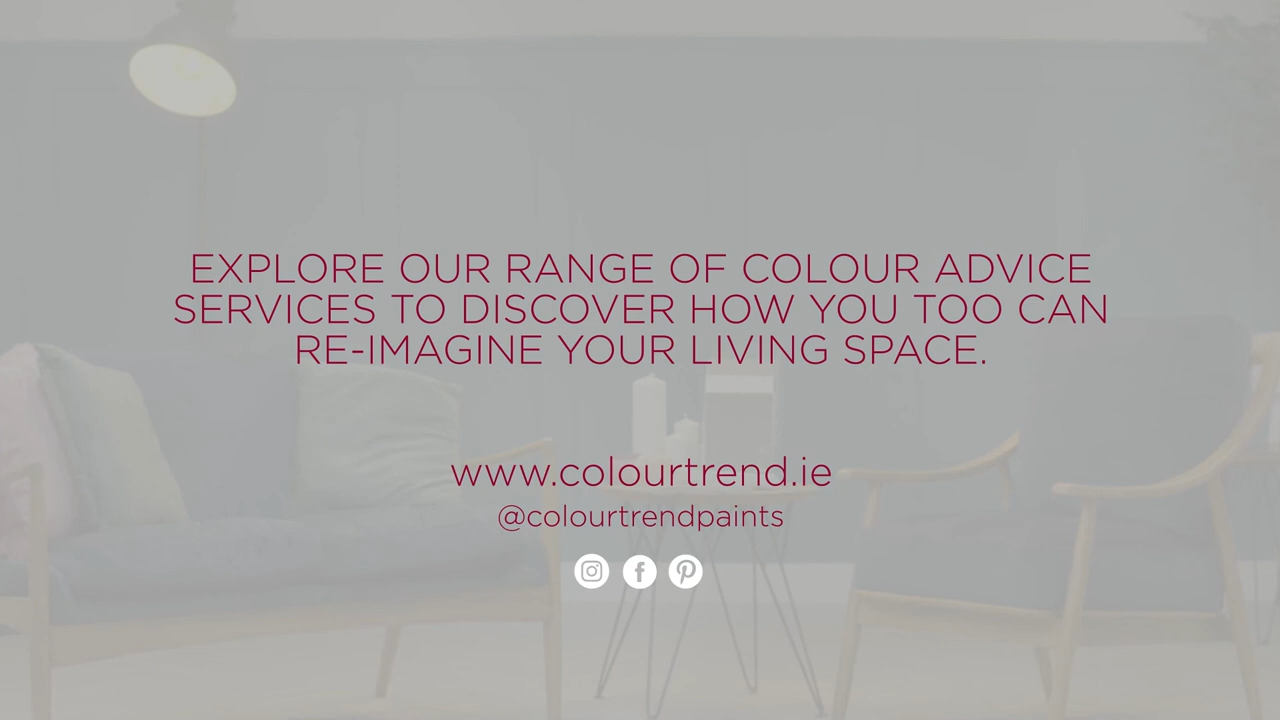 EXPLORE OUR RANGE OF COLOUR ADVICE
SERVICES TO DISCOVER HOW YOU TOO CAN
RE-IMAGINE YOUR LIVING SPACE.
www.colourtrend.ie
@colourtrendpaints